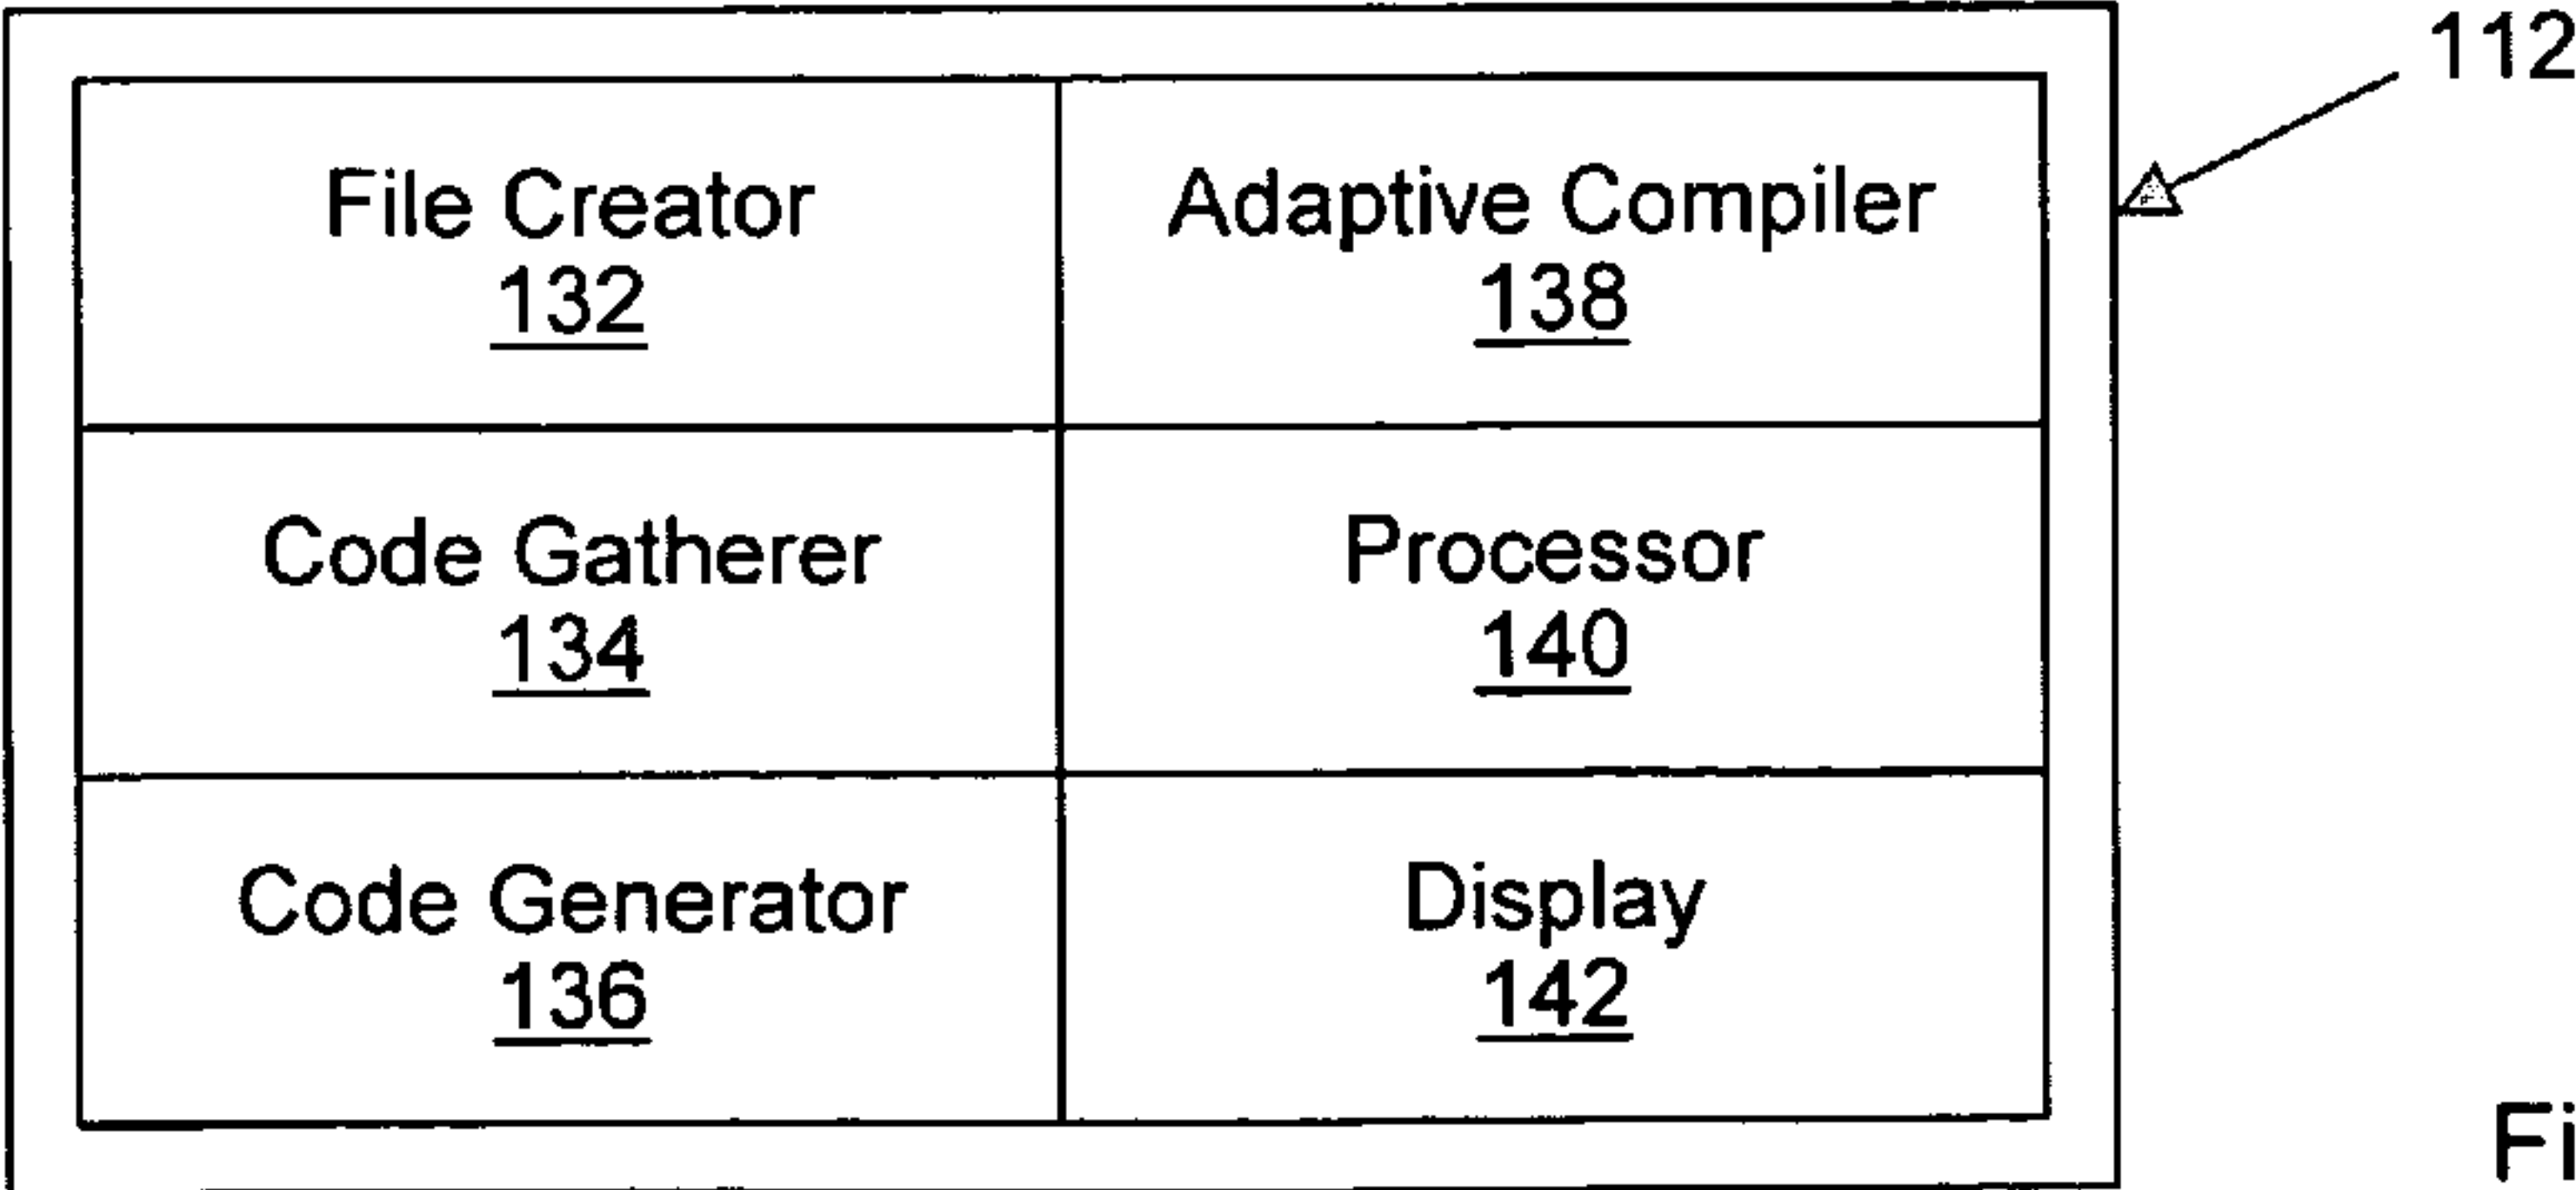 112
File Creator
132
Adaptive Compiler
138
Code Gatherer
134
Processor
140
Code Generator
136
Display
142
Fi